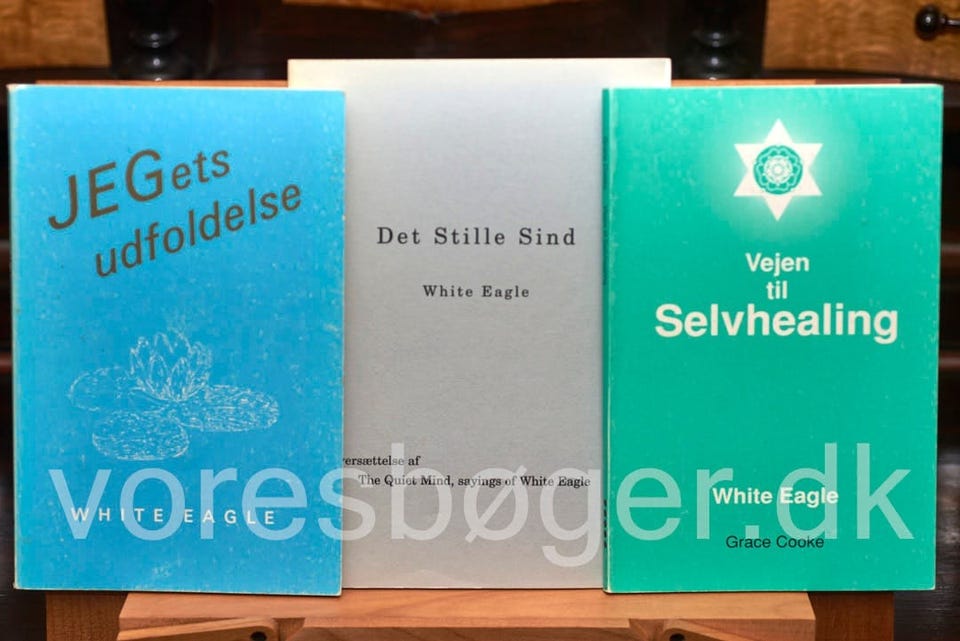 JEGets
udfoldelse
WHITE EAGLE
Det Stille Sind
White Eagle
versættelse af
The Quiet Mind, sayings of White Eagle
Vejen
til
Selvhealing
White Eagle
Grace Cooke
voresbøger.dk